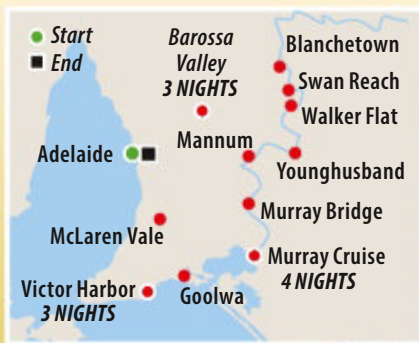 Start
End
Barossa
Valley
3 NIGHTS
Blanchetown
Swan Reach
Walker Flat
Adelaide
Mannum
Younghusband
Murray Bridge
McLaren Vale
Murray Cruise
4 NIGHTS
Victor Harbor
3 NIGHTS
Goolwa